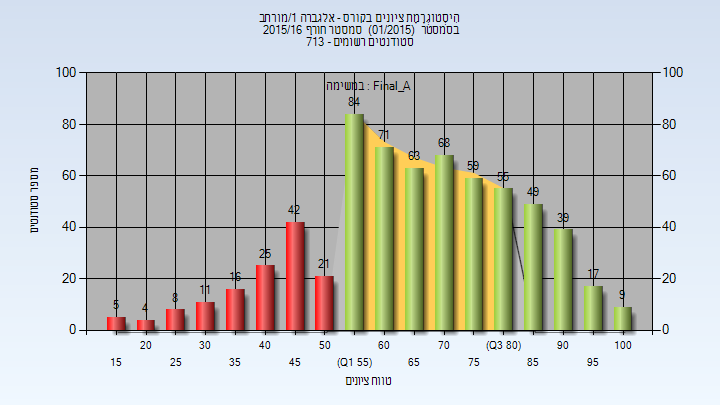 היסטוגרמת ציונים בקורס - אלגברה 1/מורחב
בסמסטר (01/2015) סמסטר חורף 2015/16
סטודנטים רשומים - 713
במשימה : Final_A
100 100
80 80
60 60
40 40
20 20
0 0
מספר סטודנטים
5 4 8 11 16 25 42 21 84 71 63 68 59 55 49 39 17 9
20 30 40 50 60 70 (Q3 80) 90 100
15 25 35 45 (Q1 55) 65 75 85 95
טווח ציונים